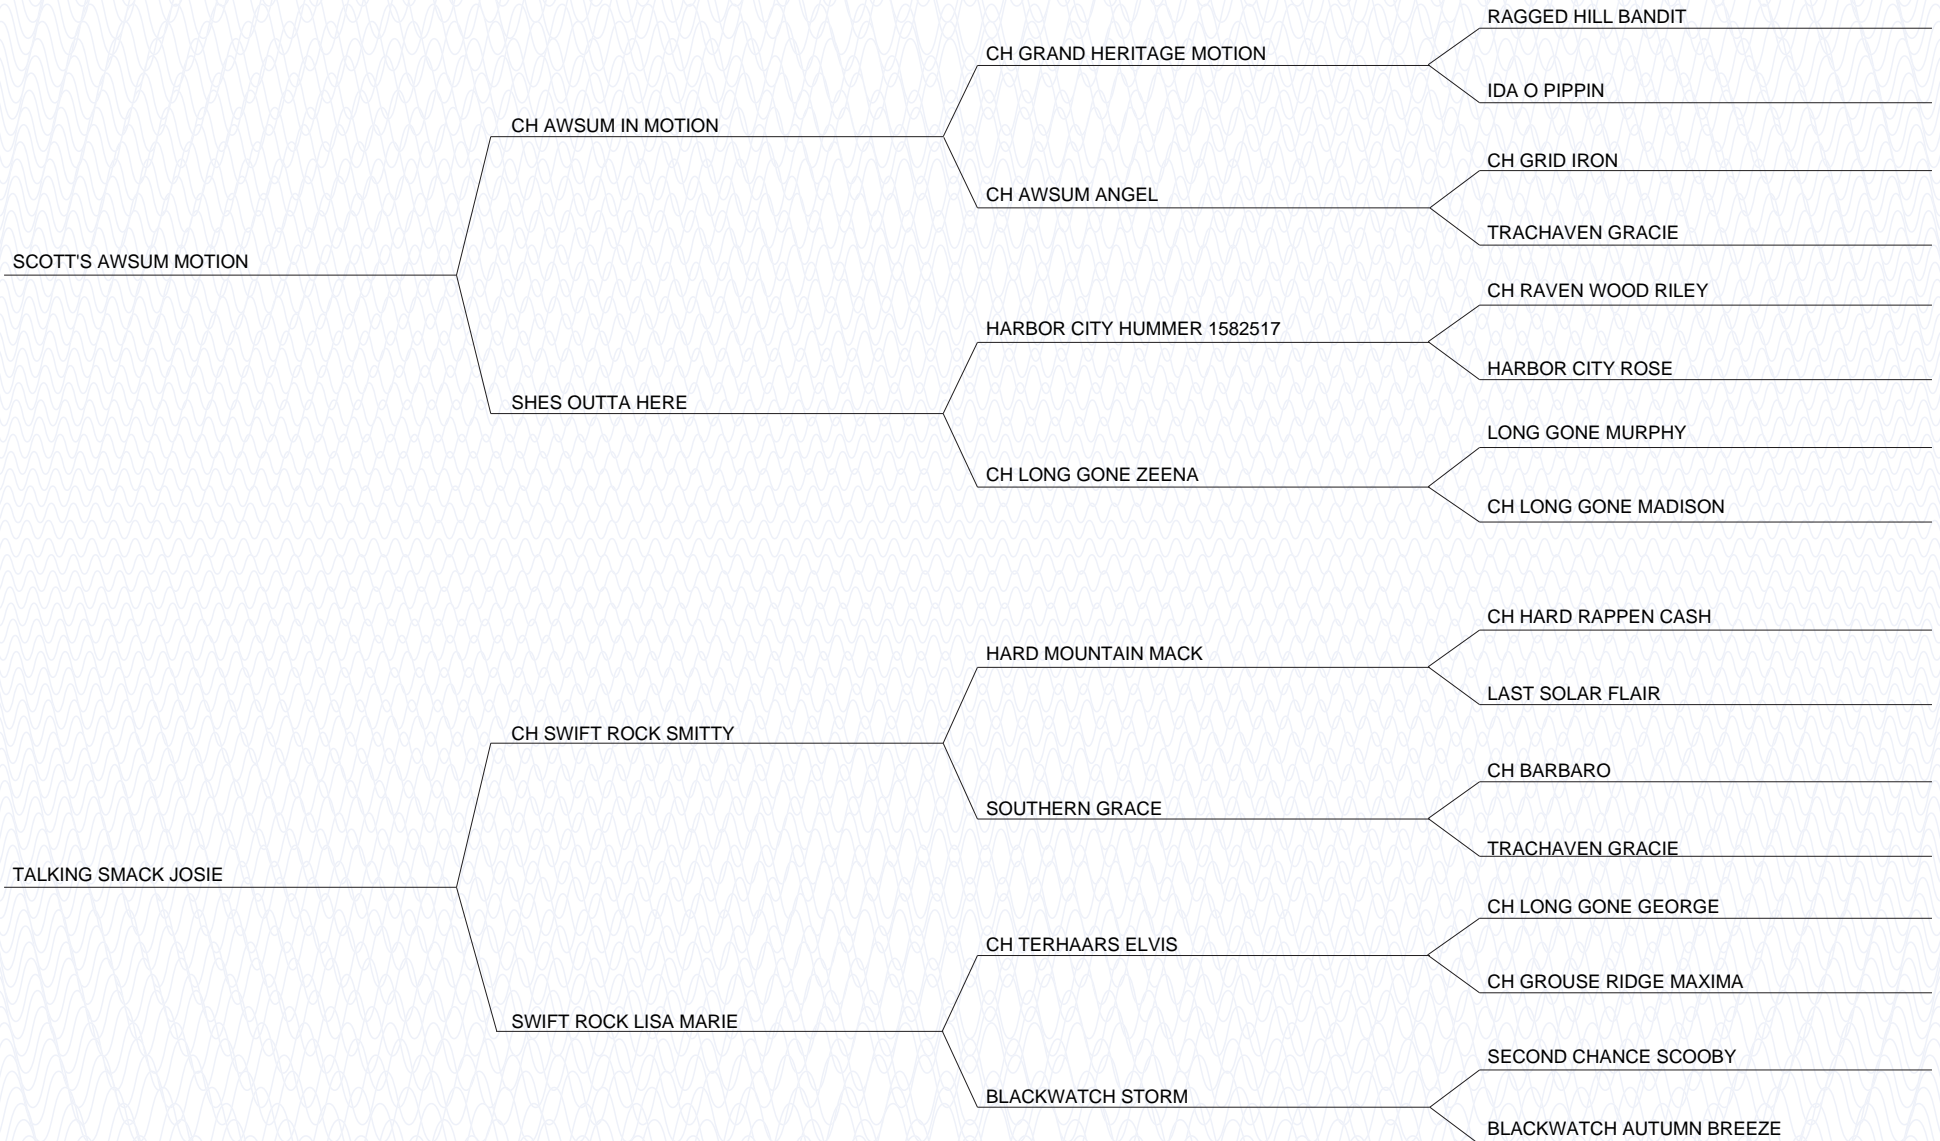 SCOTT'S AWSUM MOTION
CH AWSUM IN MOTION
CH GRAND HERITAGE MOTION
RAGGED HILL BANDIT
IDA O PIPPIN
CH AWSUM ANGEL
CH GRID IRON
TRACHAVEN GRACIE
SHES OUTTA HERE
HARBOR CITY HUMMER 1582517
CH RAVEN WOOD RILEY
HARBOR CITY ROSE
CH LONG GONE ZEENA
LONG GONE MURPHY
CH LONG GONE MADISON
TALKING SMACK JOSIE
CH SWIFT ROCK SMITTY
HARD MOUNTAIN MACK
CH HARD RAPPEN CASH
LAST SOLAR FLAIR
SOUTHERN GRACE
CH BARBARO
TRACHAVEN GRACIE
SWIFT ROCK LISA MARIE
CH TERHAARS ELVIS
CH LONG GONE GEORGE
CH GROUSE RIDGE MAXIMA
BLACKWATCH STORM
SECOND CHANCE SCOOBY
BLACKWATCH AUTUMN BREEZE